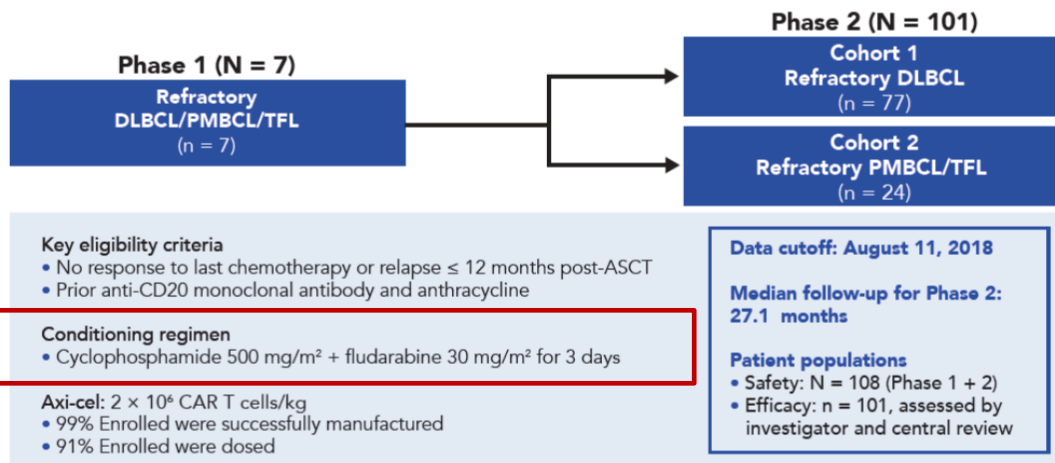 Phase 1 (N = 7)
Refractory
DLBCL/PMBCL/TFL
(n = 7)
Phase 2 (N = 101)
Cohort 1
Refractory DLBCL
(n = 77)
Cohort 2
Refractory PMBCL/TFL
(n = 24)
Key eligibility criteria
• No response to last chemotherapy or relapse ≤ 12 months post-ASCT
• Prior anti-CD20 monoclonal antibody and anthracycline
Conditioning regimen
• Cyclophosphamide 500 mg/m² + fludarabine 30 mg/m² for 3 days
Axi-cel: 2 × 10⁶ CAR T cells/kg
• 99% Enrolled were successfully manufactured
• 91% Enrolled were dosed
Data cutoff: August 11, 2018
Median follow-up for Phase 2:
27.1 months
Patient populations
• Safety: N = 108 (Phase 1 + 2)
• Efficacy: n = 101, assessed by
investigator and central review